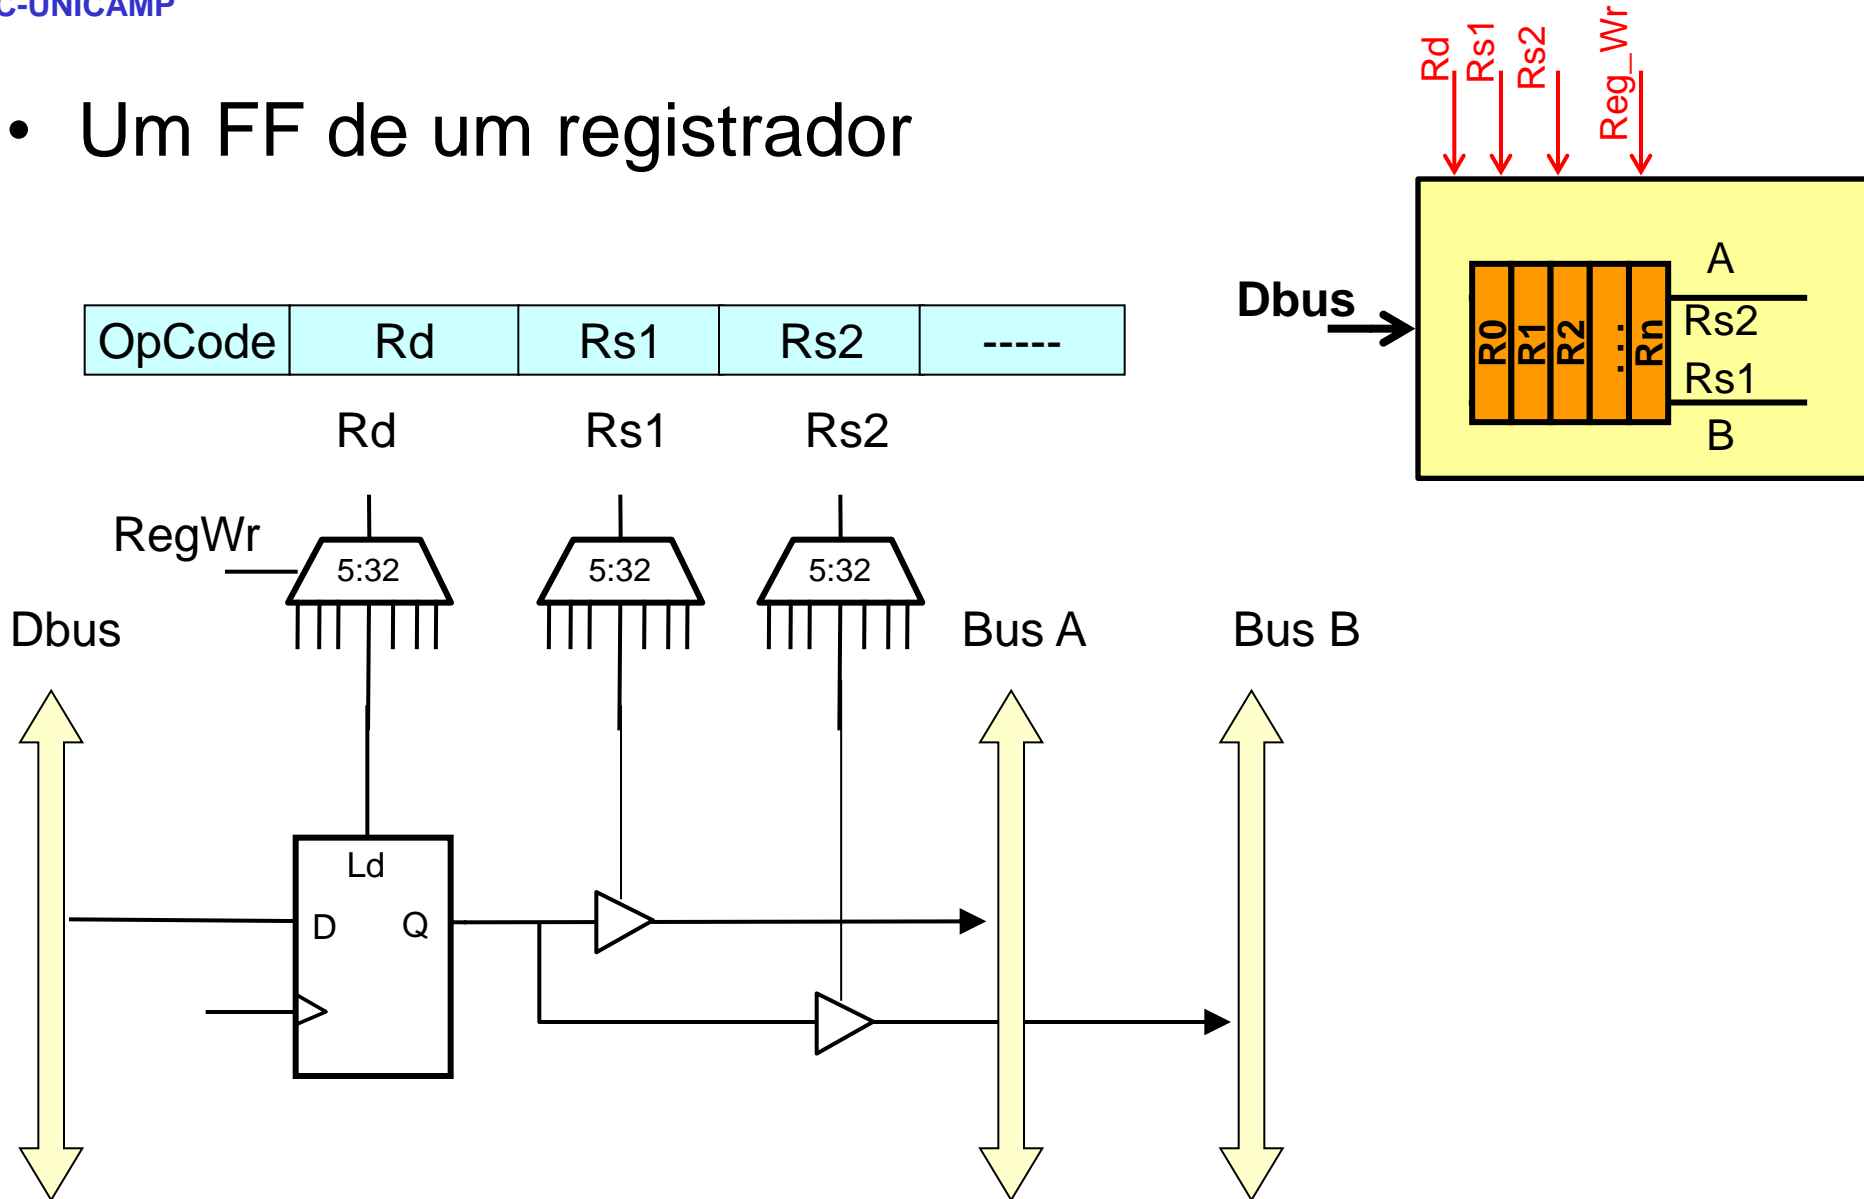 C-UNICAMP
• Um FF de um registrador
Rd
Rs1
Rs2
Reg_Wr
Dbus
R0
R1
R2
...
Rn
A
Rs2
Rs1
B
OpCode Rd Rs1 Rs2 -----
Rd Rs1 Rs2
RegWr
5:32 5:32 5:32
Dbus Bus A Bus B
Ld
D Q